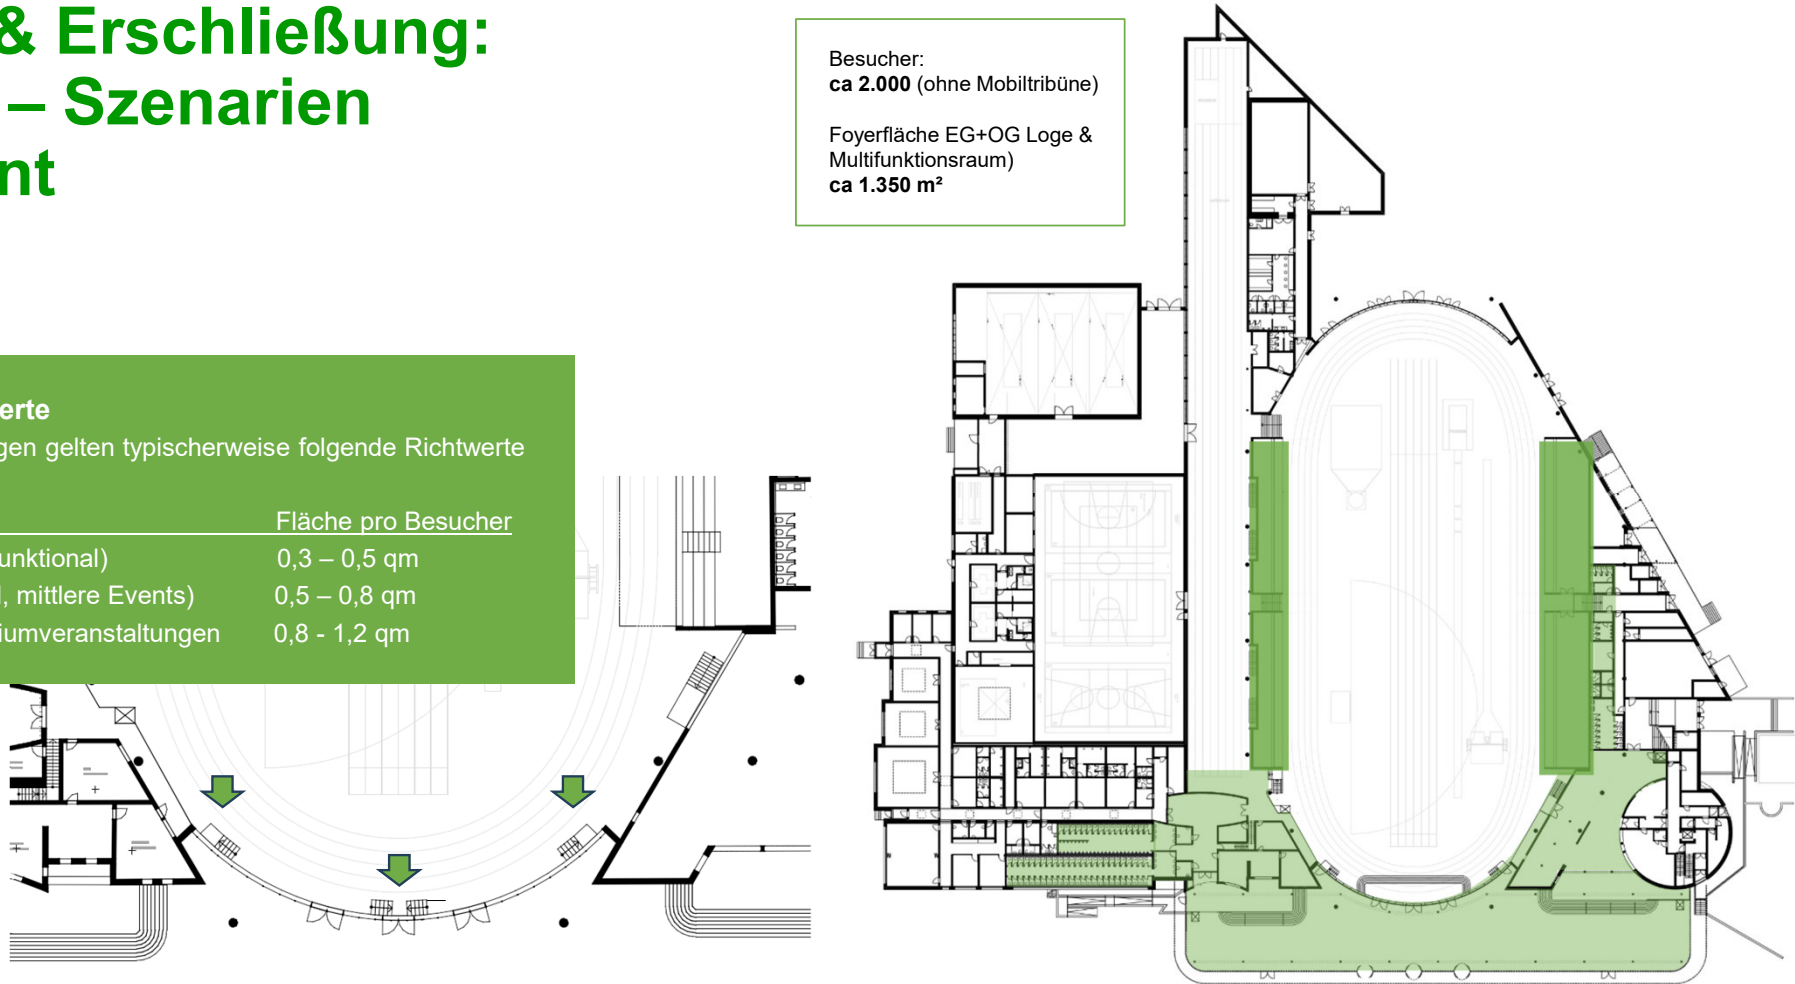 & Erschließung:
– Szenarien
nt
Besucher:
ca 2.000 (ohne Mobiltribüne)
Foyerfläche EG+OG Loge &
Multifunktionsraum)
ca 1.350 m²
erte
gen gelten typischerweise folgende Richtwerte
Fläche pro Besucher
unktional) 0,3 – 0,5 qm
l, mittlere Events) 0,5 – 0,8 qm
iumveranstaltungen 0,8 - 1,2 qm